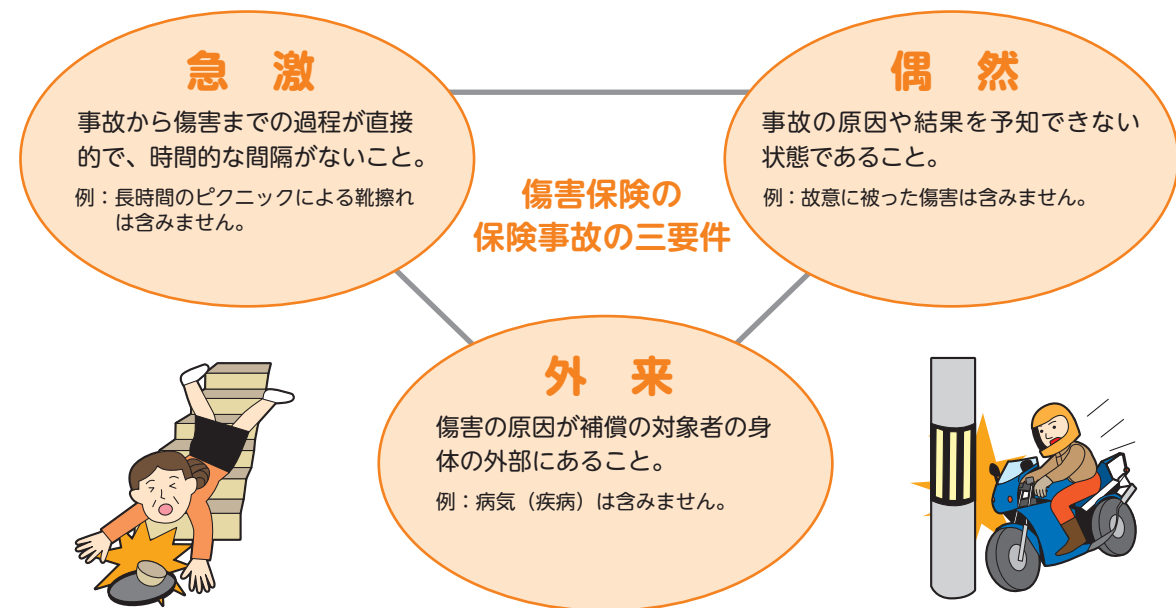 急 激
事故から傷害までの過程が直接
的で、時間的な間隔がないこと。
例：長時間のピクニックによる靴擦れ
は含みません。
偶 然
事故の原因や結果を予知できない
状態であること。
例：故意に被った傷害は含みません。
傷害保険の
保険事故の三要件
外 来
傷害の原因が補償の対象者の身
体の外部にあること。
例：病気（疾病）は含みません。